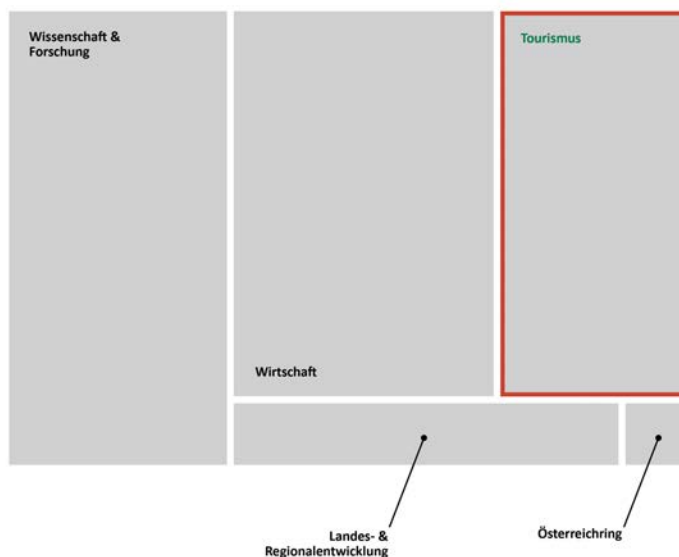 Wissenschaft &
Forschung
Tourismus
Wirtschaft
Landes- &
Regionalentwicklung
Österreichring